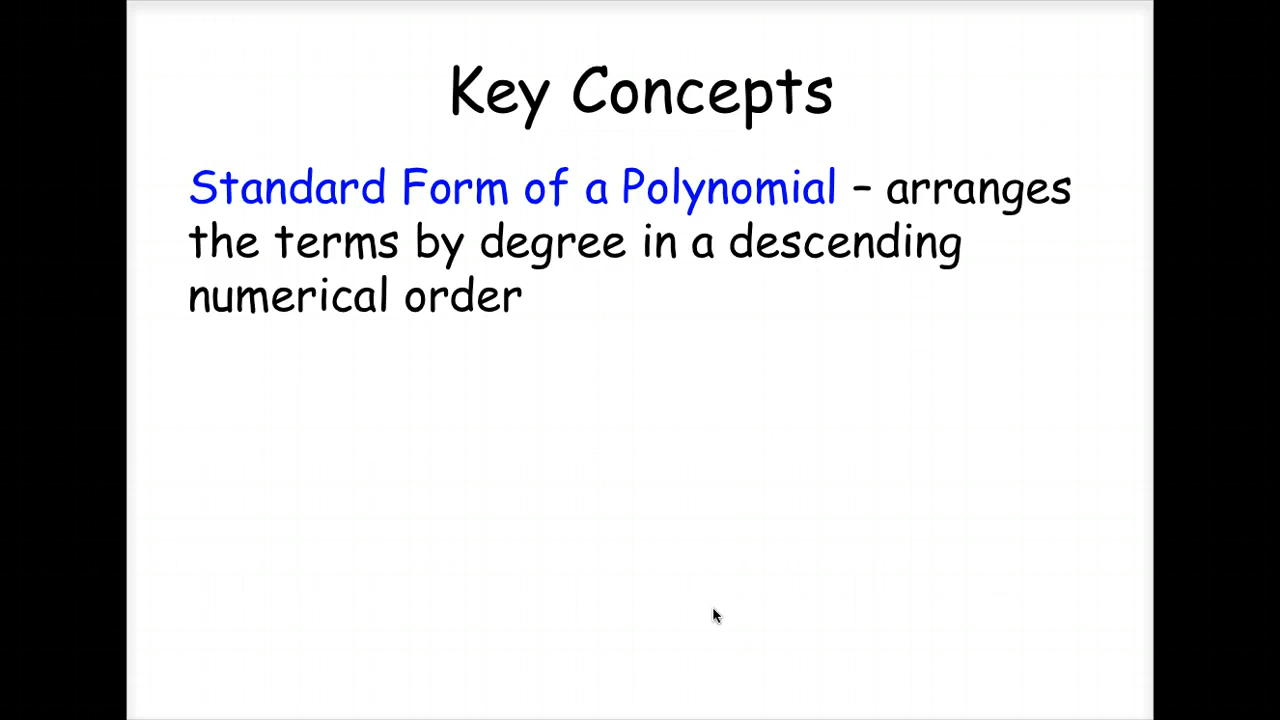 Key Concepts
Standard Form of a Polynomial – arranges
the terms by degree in a descending
numerical order